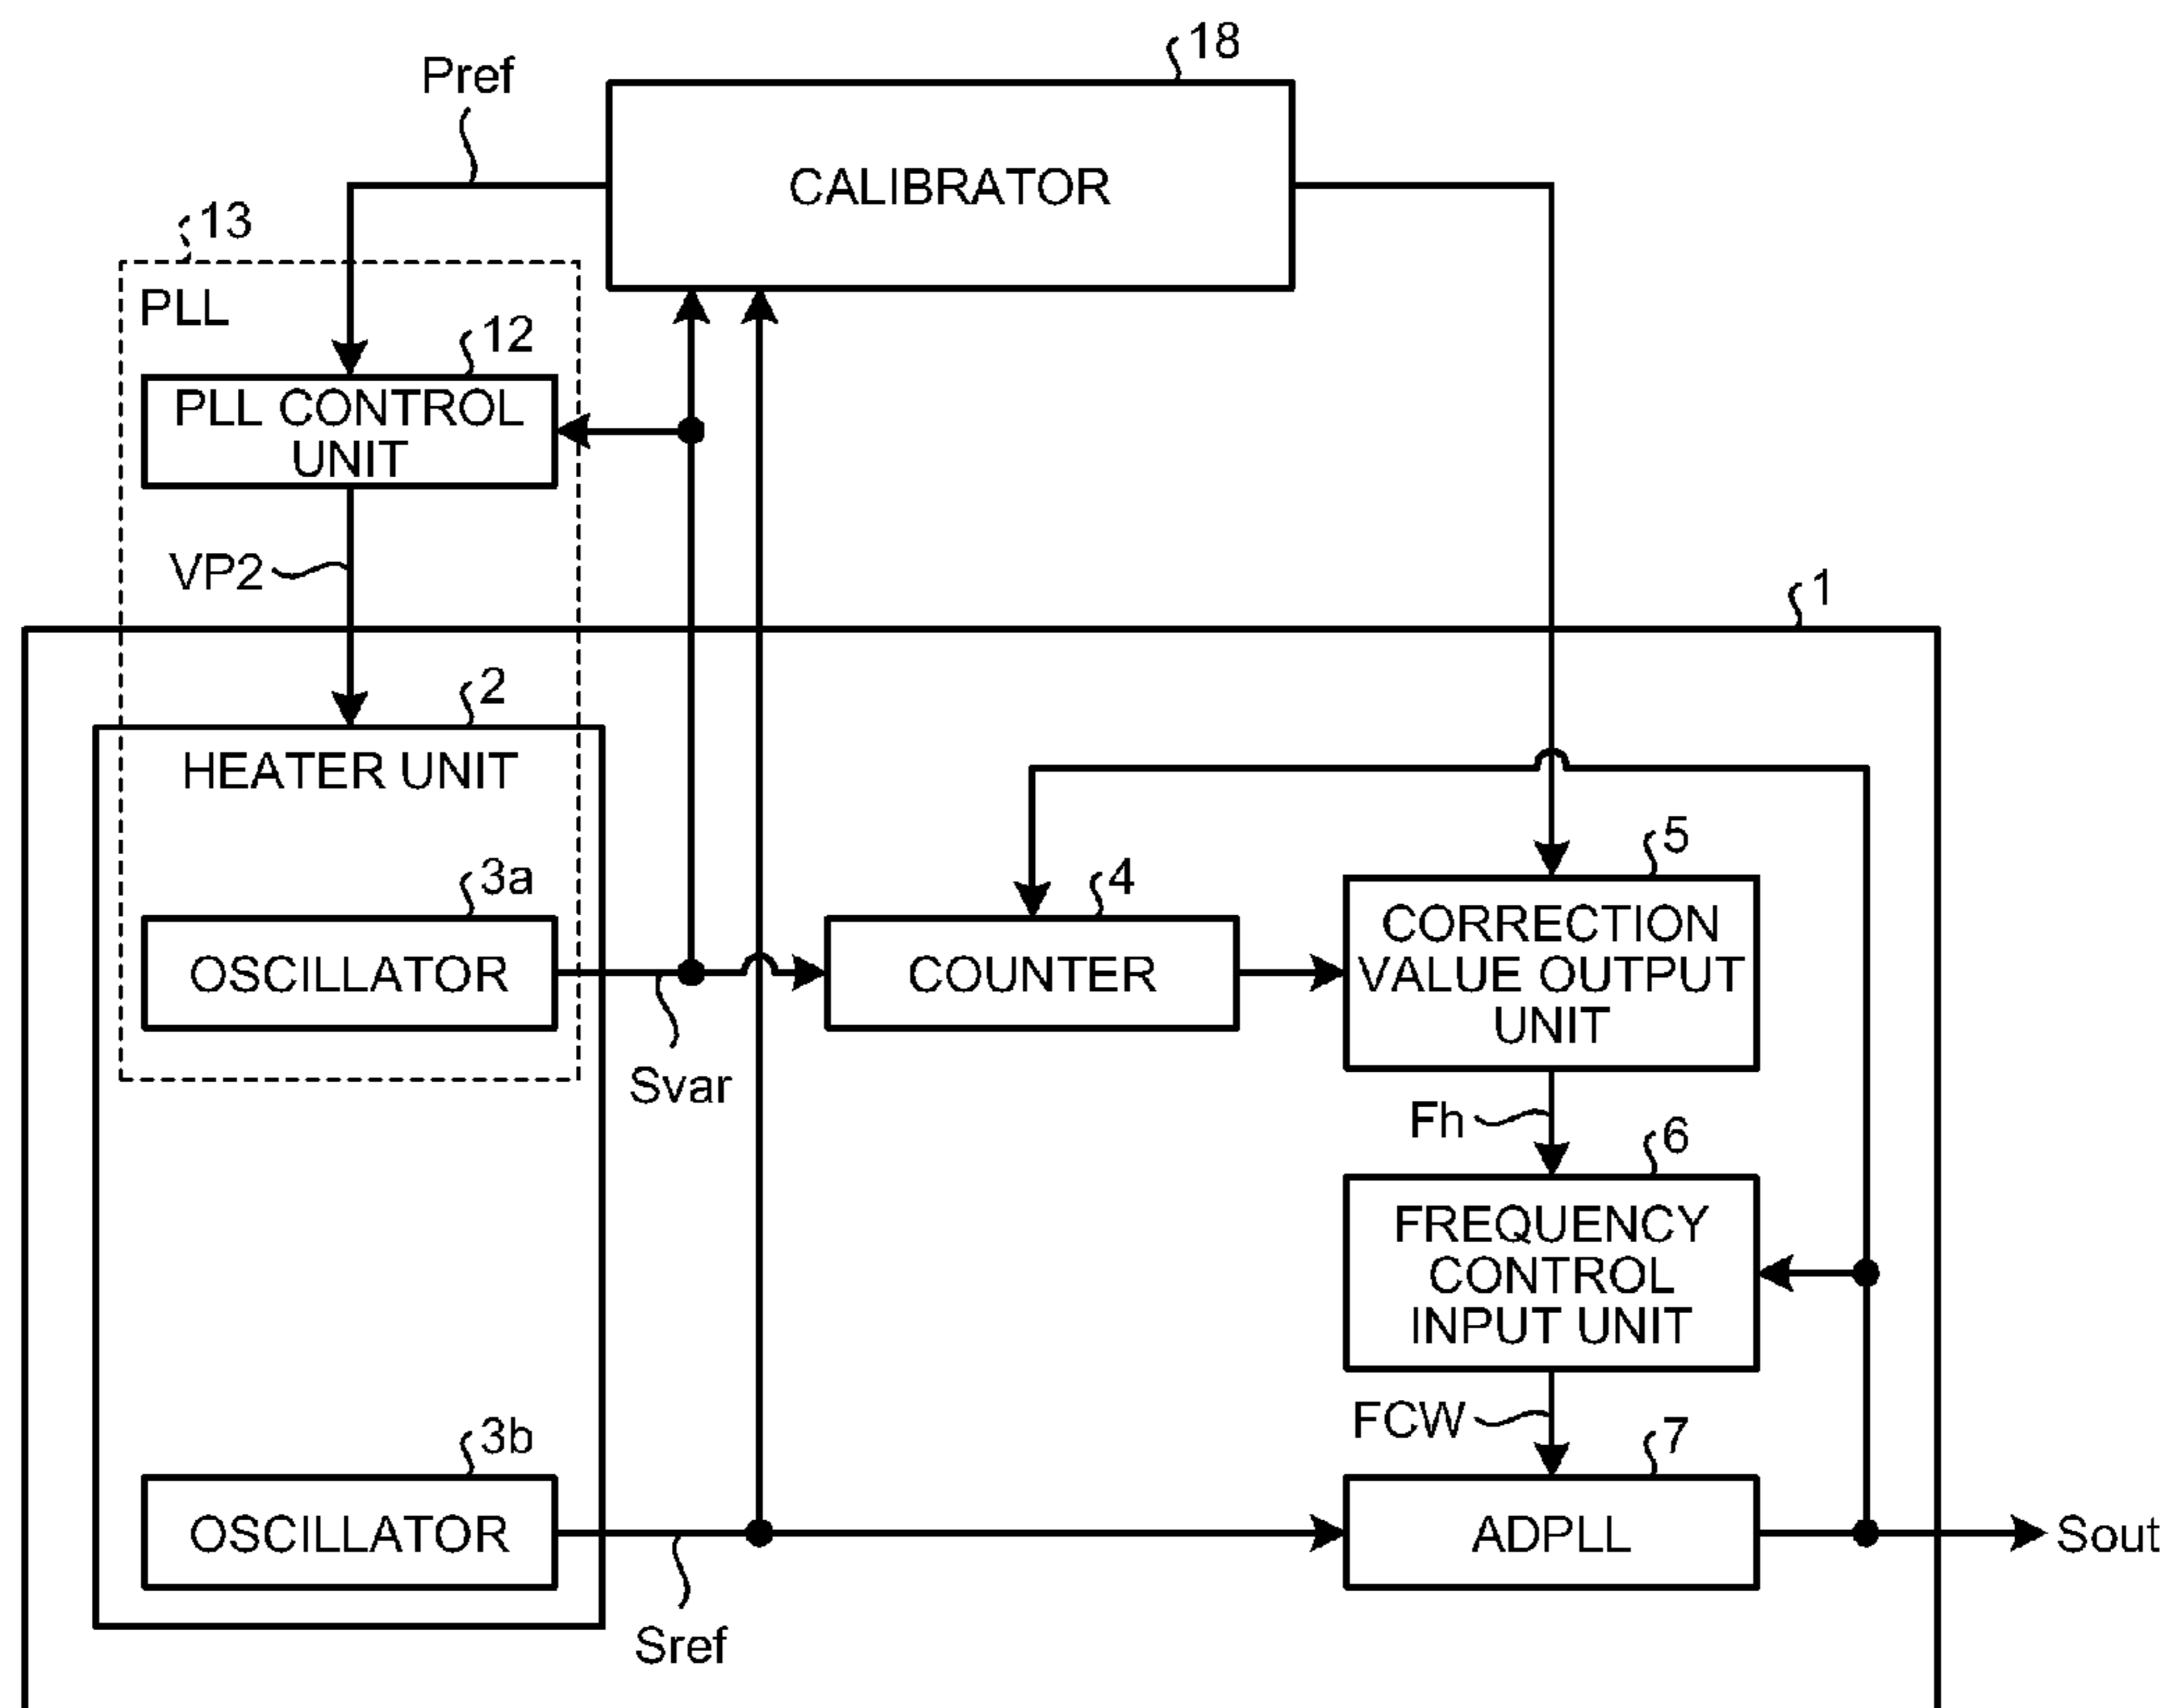 18
Pref
CALIBRATOR
13
PLL
12
PLL CONTROL
UNIT
VP2
1
2
HEATER UNIT
5
3a
4
CORRECTION
VALUE OUTPUT
UNIT
OSCILLATOR
COUNTER
Svar
Fh
6
FREQUENCY
CONTROL
INPUT UNIT
FCW
3b
7
OSCILLATOR
ADPLL
Sout
Sref